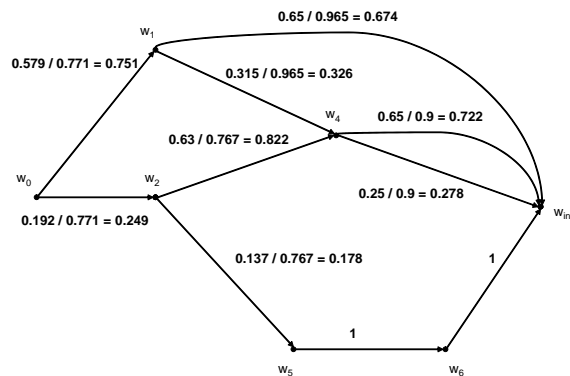 0.65 / 0.965 = 0.674
w1
0.579 / 0.771 = 0.751
0.315 / 0.965 = 0.326
0.65 / 0.9 = 0.722
w4
0.63 / 0.767 = 0.822
w0
w2
0.25 / 0.9 = 0.278
win
0.192 / 0.771 = 0.249
0.137 / 0.767 = 0.178
1
1
w5
w6